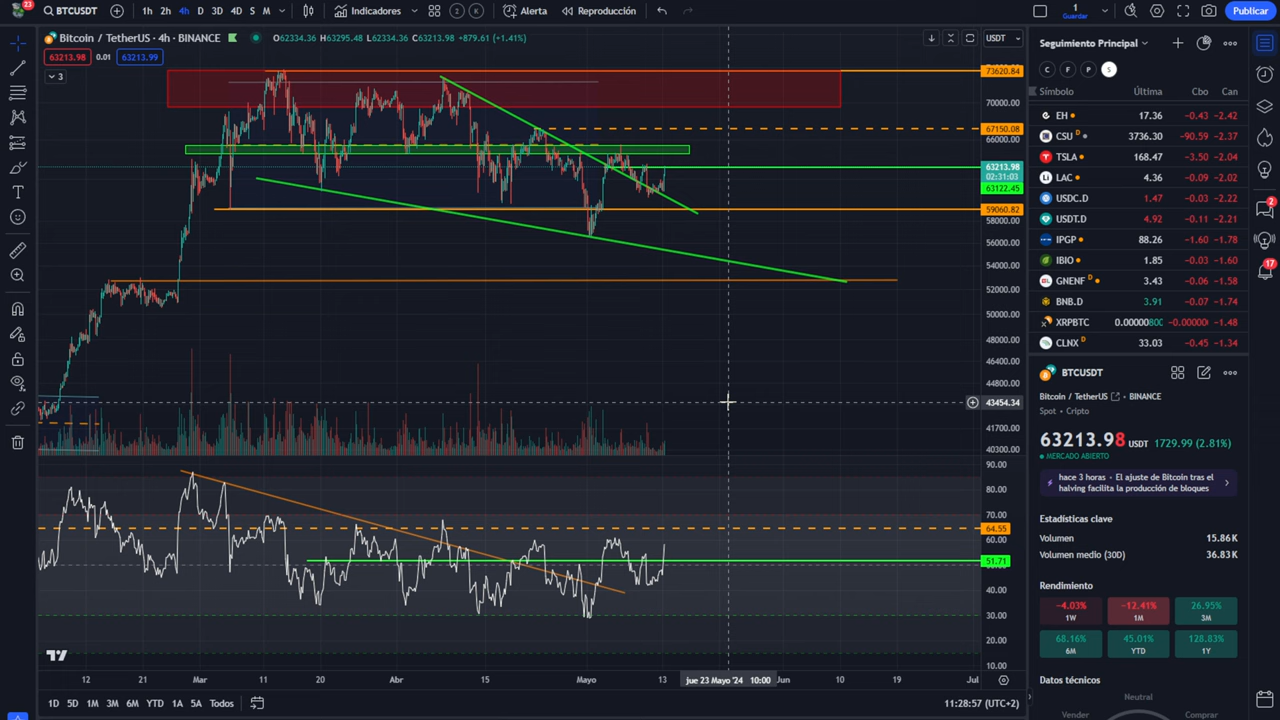 23
BTCUSDT
1h 2h 4h D 3D 4D S M
Indicadores
2 K
Alerta
Reproducción
1
Guardar
Publicar
Bitcoin / TetherUS · 4h · BINANCE
O62334.36 H63295.48 L62334.36 C63213.98 +879.61 (+1.41%)
USDT
63213.98 0.01 63213.99
3
73620.84
70000.00
67150.08
66000.00
63213.98
02:31:03
63122.45
59060.82
58000.00
56000.00
54000.00
52000.00
50000.00
48000.00
46400.00
44800.00
43454.34
41700.00
40300.00
90.00
80.00
70.00
64.55
60.00
51.71
40.00
30.00
20.00
10.00
12 21 Mar 11 20 Abr 15 Mayo 13 jue 23 Mayo '24 10:00 Jun 10 19 Jul
1D 5D 1M 3M 6M YTD 1A 5A Todos
11:28:57 (UTC+2)
Seguimiento Principal
C F P S
Símbolo Última Cbo Can
EH 17.36 −0.43 −2.42
CSU D 3736.30 −90.59 −2.37
TSLA 168.47 −3.50 −2.04
LAC 4.36 −0.09 −2.02
USDC.D 1.47 −0.03 −2.22
USDT.D 4.92 −0.11 −2.21
IPGP 88.26 −1.60 −1.78
IBIO 1.85 −0.03 −1.60
GNENF D 3.43 −0.06 −1.58
BNB.D 3.91 −0.07 −1.74
XRPBTC 0.00000800 −0.00000 −1.48
CLNX D 33.03 −0.45 −1.34
BTCUSDT
Bitcoin / TetherUS · BINANCE
Spot · Cripto
63213.98 USDT 1729.99 (2.81%)
MERCADO ABIERTO
hace 3 horas · El ajuste de Bitcoin tras el
halving facilita la producción de bloques
Estadísticas clave
Volumen 15.86K
Volumen medio (30D) 36.83K
Rendimiento
−4.03% −12.41% 26.95%
1W 1M 3M
68.16% 45.01% 128.83%
6M YTD 1Y
Datos técnicos
Neutral
Vender Comprar
2
17